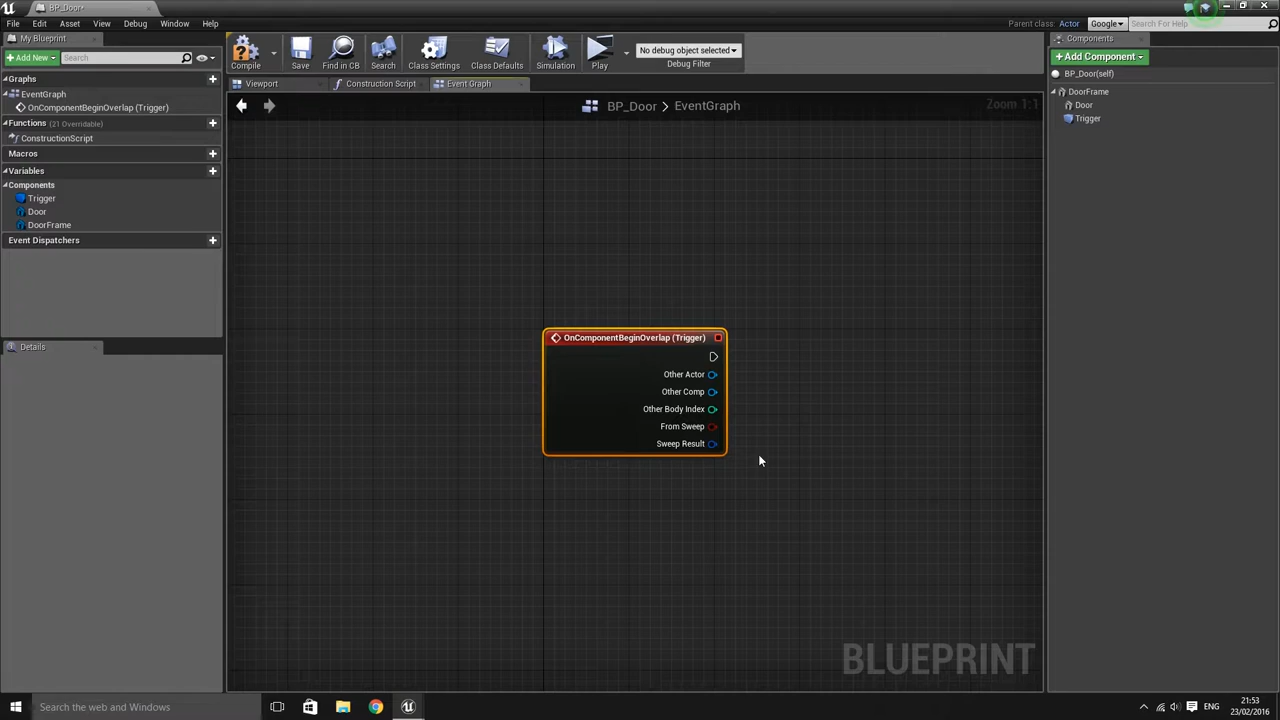 BP_Door*
File Edit Asset View Debug Window Help
Parent class: Actor Google Search For Help
My Blueprint
Add New Search
Compile Save Find in CB Search Class Settings Class Defaults Simulation Play
No debug object selected
Debug Filter
Components
Add Component
BP_Door(self)
DoorFrame
Door
Trigger
Graphs
EventGraph
OnComponentBeginOverlap (Trigger)
Functions (21 Overridable)
ConstructionScript
Macros
Variables
Components
Trigger
Door
DoorFrame
Event Dispatchers
Details
Viewport Construction Script Event Graph
BP_Door > EventGraph
Zoom 1:1
OnComponentBeginOverlap (Trigger)
Other Actor
Other Comp
Other Body Index
From Sweep
Sweep Result
BLUEPRINT
Search the web and Windows
ENG
21:53
23/02/2016